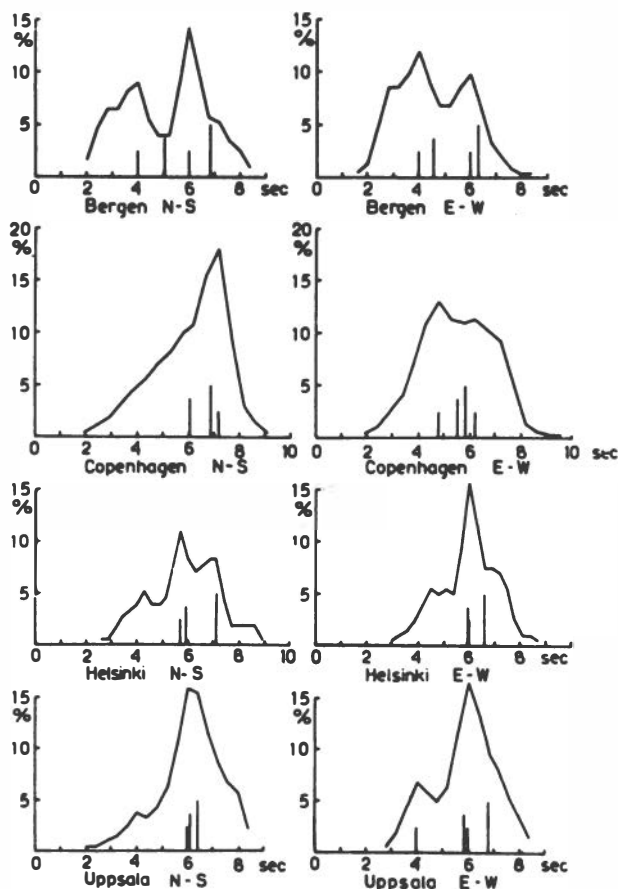 15
%
10
5
0 2 4 6 8 sec
Bergen N-S
15
%
10
5
0 2 4 6 8 sec
Bergen E-W
20
%
15
10
5
0 2 4 6 8 10
Copenhagen N-S
20
%
15
10
5
0 2 4 6 8 10 sec
Copenhagen E-W
15
%
10
5
0 2 4 6 8 10
Helsinki N-S
15
%
10
5
0 2 4 6 8 sec
Helsinki E-W
15
%
10
5
0 2 4 6 8 sec
Uppsala N-S
15
%
10
5
0 2 4 6 8 sec
Uppsala E-W